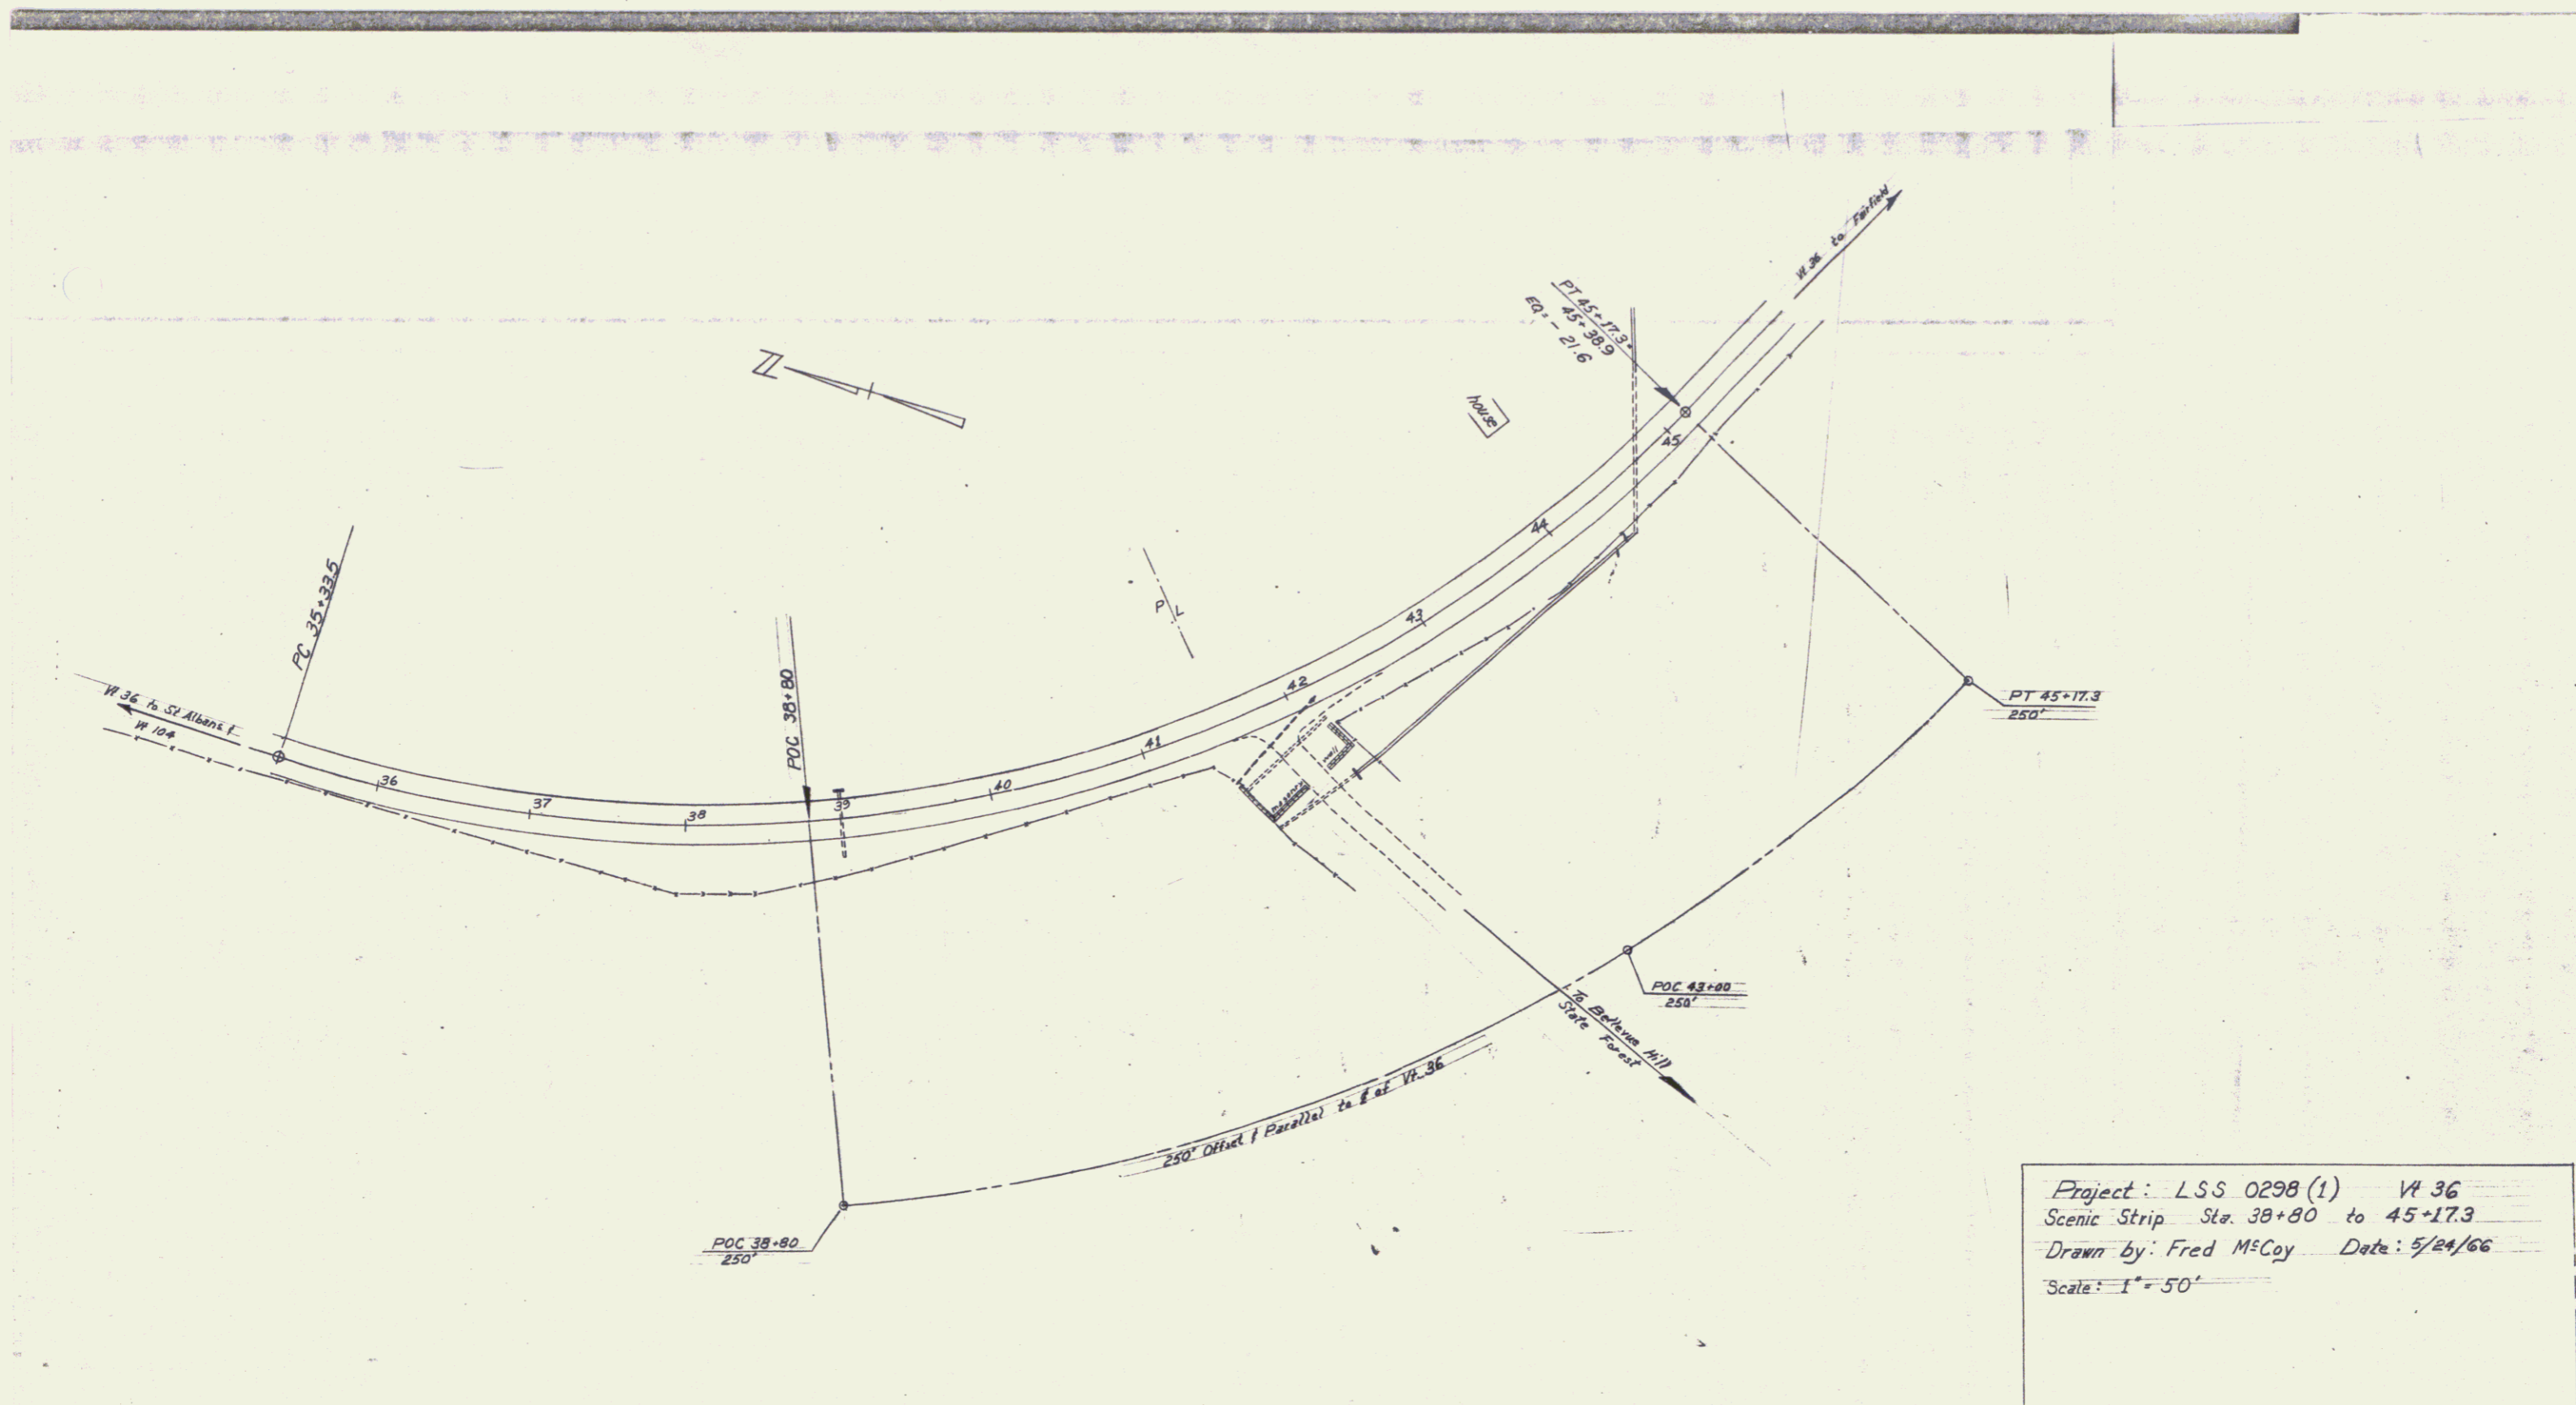 Vt 36 to Fairfield
PT 45+17.3=
45+38.9
EQ = - 21.6
house
45
44
PC 35+33.5
POC 38+80
P L
43
42
Vt 36 to St Albans &
Vt 104
41
40
39
38
37
36
PT 45+17.3
250'
POC 43+00
250'
To Bellevue Hill
State Forest
250' Offset & Parallel to ℄ of Vt. 36
POC 38+80
250'
Project: LSS 0298 (1) Vt 36
Scenic Strip Sta. 38+80 to 45+17.3
Drawn by: Fred McCoy Date: 5/24/66
Scale: 1" = 50'